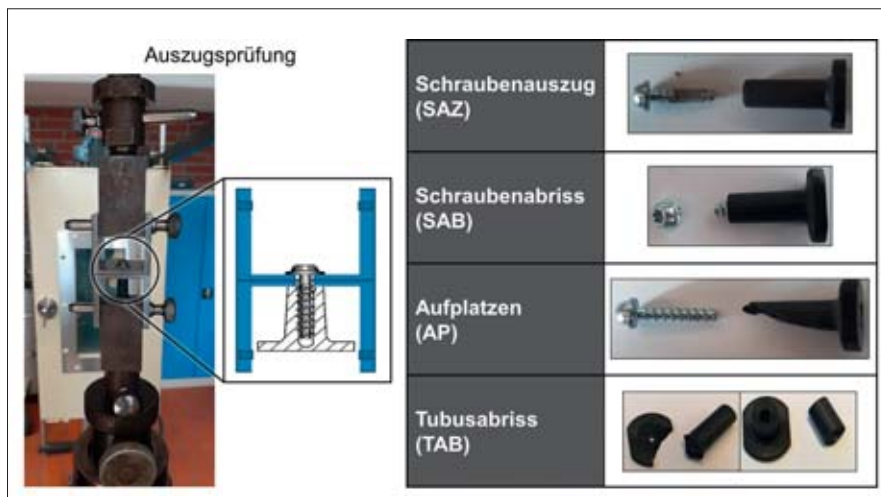 Auszugsprüfung
Schraubenauszug
(SAZ)
Schraubenabriss
(SAB)
Aufplatzen
(AP)
Tubusabriss
(TAB)